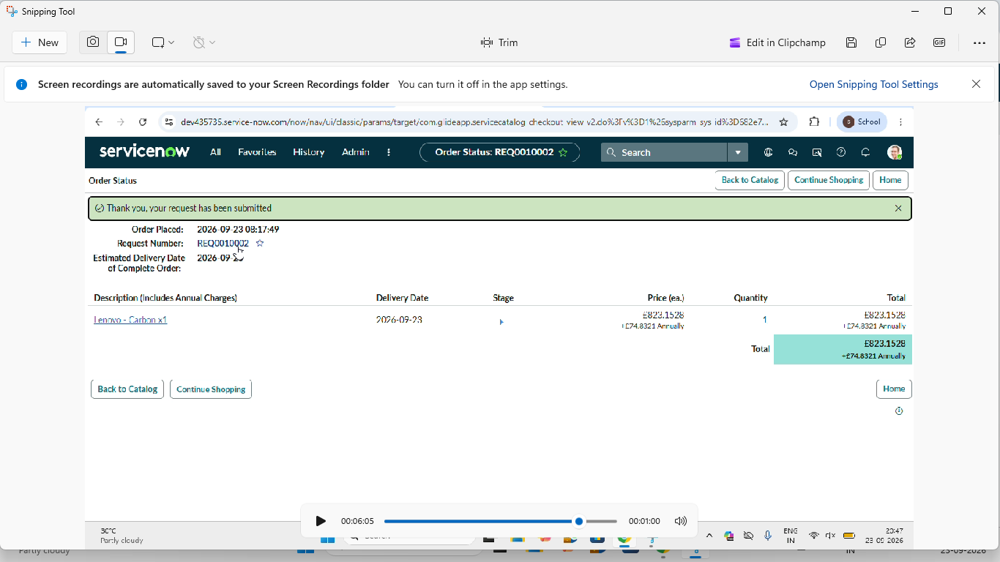 Snipping Tool
New
Trim
Edit in Clipchamp
GIF
Screen recordings are automatically saved to your Screen Recordings folder You can turn it off in the app settings.
Open Snipping Tool Settings
dev435735.service-now.com/now/nav/ui/classic/params/target/com.glideapp.servicecatalog_checkout_view_v2.do%3Fv%3D1%26sysparm_sys_id%3D682e7...
s School
servicenow All Favorites History Admin Order Status: REQ0010002 Search
Order Status
Back to Catalog Continue Shopping Home
Thank you, your request has been submitted
Order Placed: 2026-09-23 08:17:49
Request Number: REQ0010002
Estimated Delivery Date of Complete Order: 2026-09-
Description (Includes Annual Charges) Delivery Date Stage Price (ea.) Quantity Total
Lenovo - Carbon x1 2026-09-23 £823.1528 1 £823.1528
+£74.8321 Annually +£74.8321 Annually
Total £823.1528
+£74.8321 Annually
Back to Catalog Continue Shopping Home
00:06:05 00:01:00
30°C
Partly cloudy
ENG
IN
20:47
23-09-2026
Partly cloudy
IN
23-09-2026